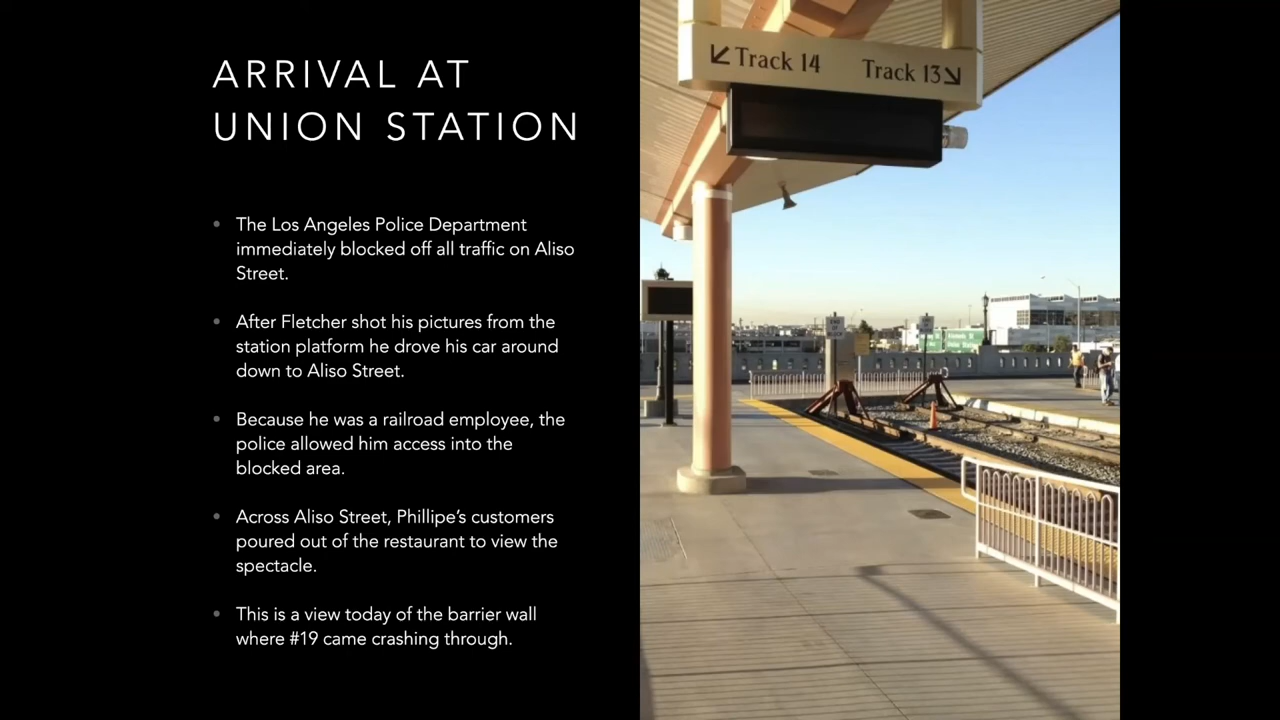 ARRIVAL AT
UNION STATION
The Los Angeles Police Department
immediately blocked off all traffic on Aliso
Street.
After Fletcher shot his pictures from the
station platform he drove his car around
down to Aliso Street.
Because he was a railroad employee, the
police allowed him access into the
blocked area.
Across Aliso Street, Phillipe's customers
poured out of the restaurant to view the
spectacle.
This is a view today of the barrier wall
where #19 came crashing through.
↙Track 14 Track 13↘